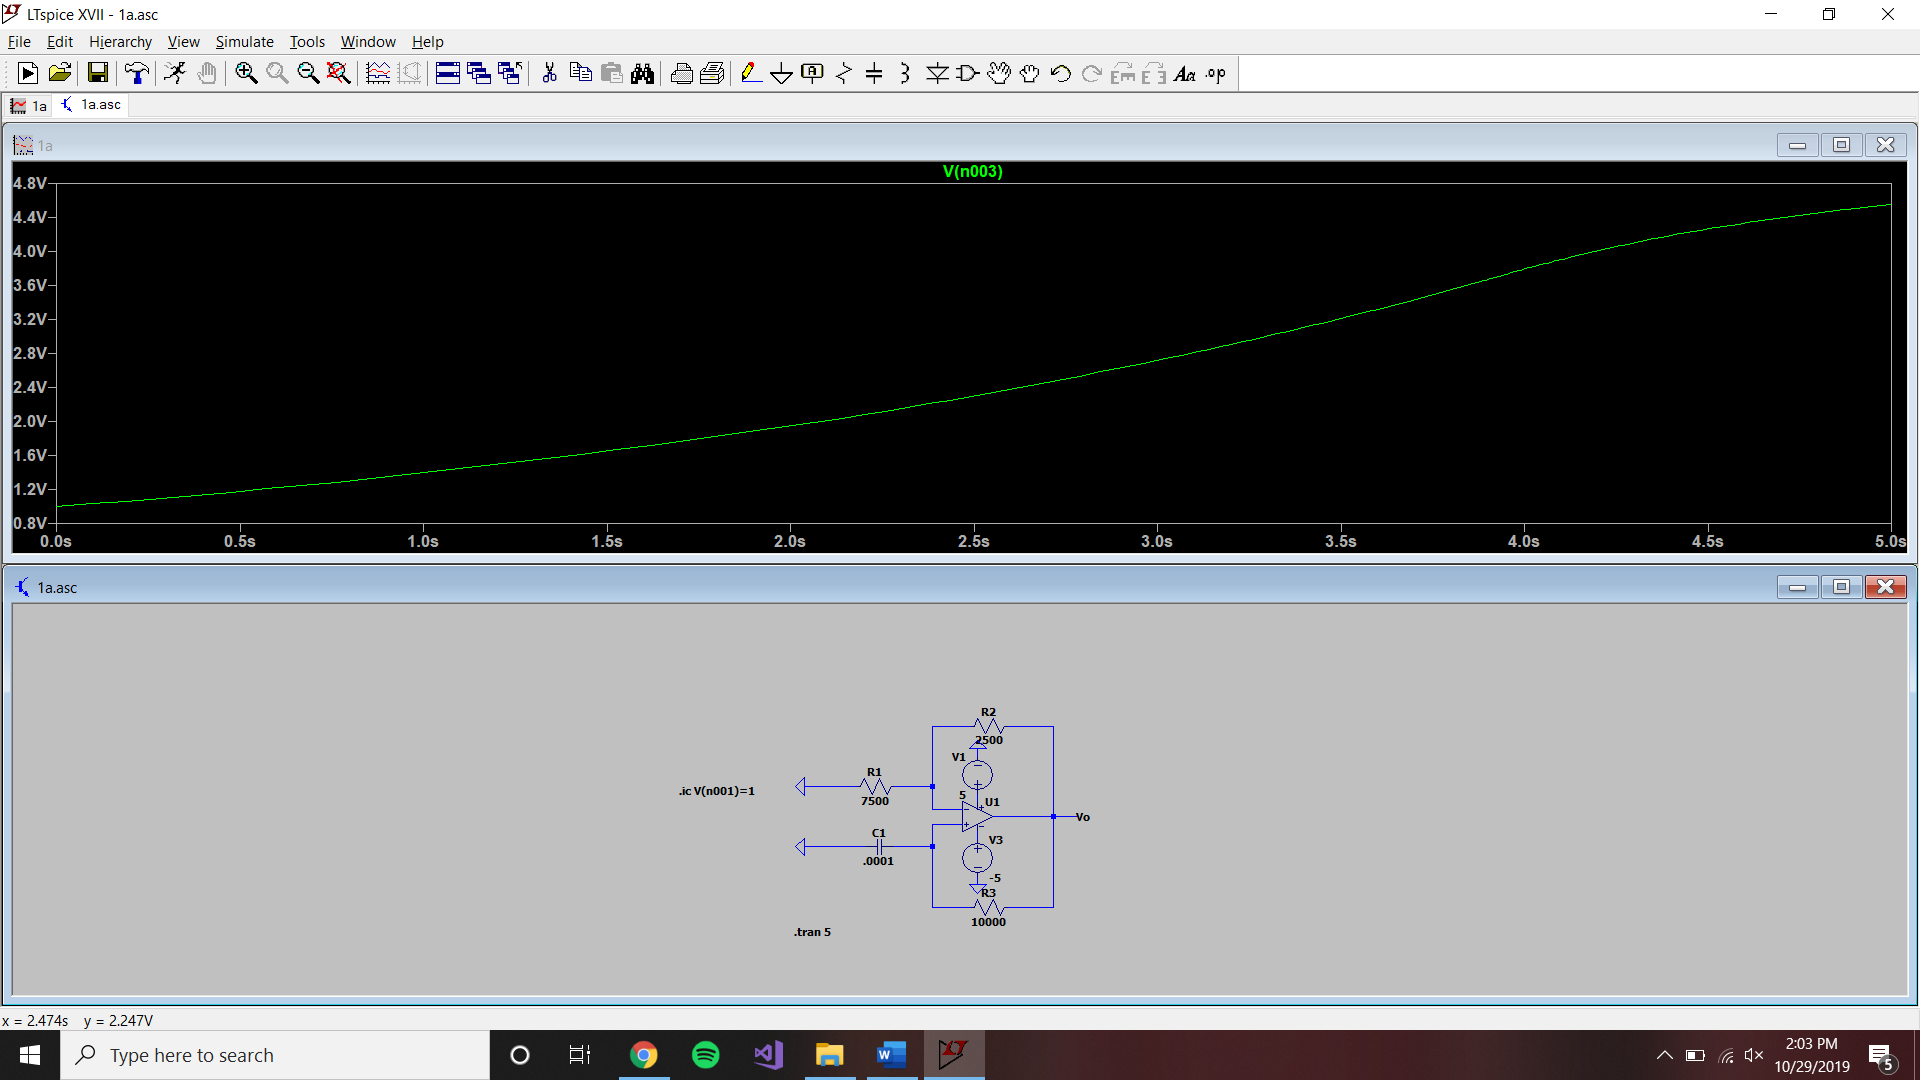 LTspice XVII - 1a.asc
File Edit Hierarchy View Simulate Tools Window Help
1a 1a.asc
1a
V(n003)
4.8V
4.4V
4.0V
3.6V
3.2V
2.8V
2.4V
2.0V
1.6V
1.2V
0.8V
0.0s 0.5s 1.0s 1.5s 2.0s 2.5s 3.0s 3.5s 4.0s 4.5s 5.0s
1a.asc
R2
2500
V1
R1
.ic V(n001)=1
5
U1
7500
Vo
C1
V3
.0001
-5
R3
10000
.tran 5
x = 2.474s y = 2.247V
Type here to search
2:03 PM
10/29/2019
5